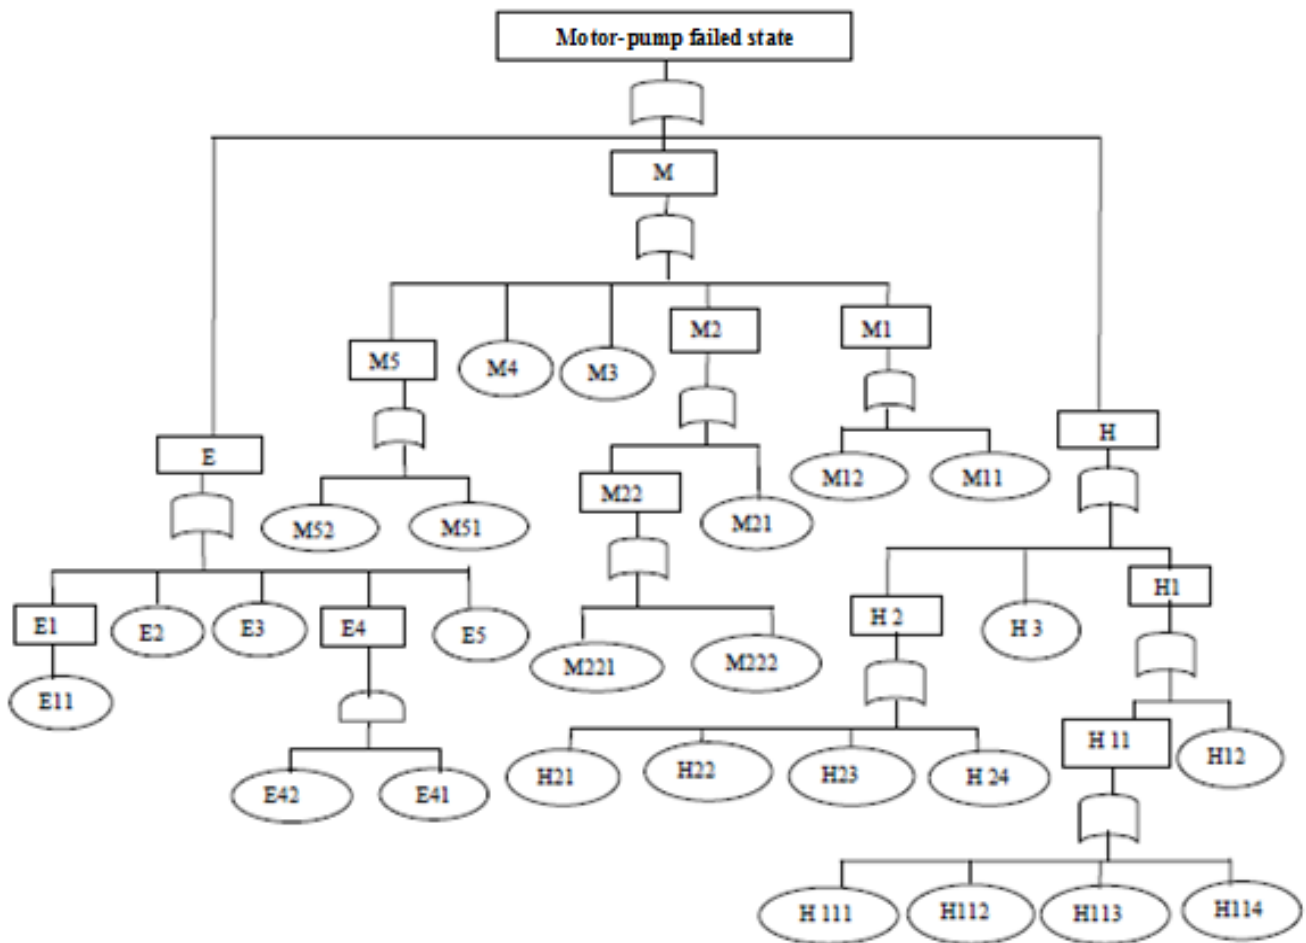 Motor-pump failed state
M
M2
M1
M5
M4
M3
H
E
M22
M12
M11
M52
M51
M21
H1
E1
E2
E3
E4
E5
H 2
H 3
M221
M222
E11
H 11
H12
H21
H22
H23
H 24
E42
E41
H 111
H112
H113
H114